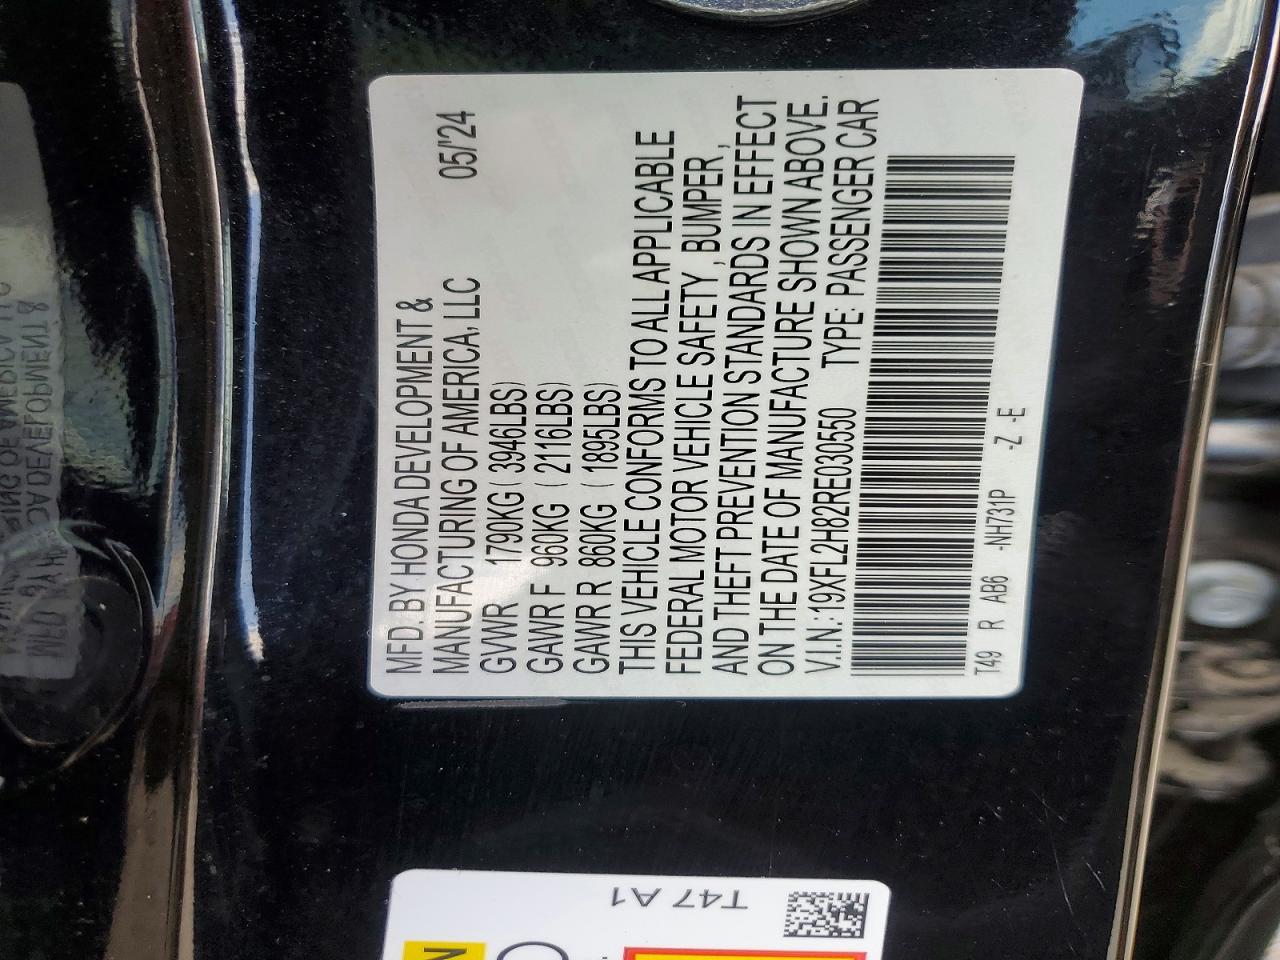 MFD. BY HONDA DEVELOPMENT &
MANUFACTURING OF AMERICA, LLC 05/'24
GVWR 1790KG ( 3946LBS)
GAWR F 960KG ( 2116LBS)
GAWR R 860KG ( 1895LBS)
THIS VEHICLE CONFORMS TO ALL APPLICABLE
FEDERAL MOTOR VEHICLE SAFETY , BUMPER ,
AND THEFT PREVENTION STANDARDS IN EFFECT
ON THE DATE OF MANUFACTURE SHOWN ABOVE.
V.I.N.: 19XFL2H82RE030550 TYPE: PASSENGER CAR
T49 R AB6 -NH731P -Z -E
T47 A1